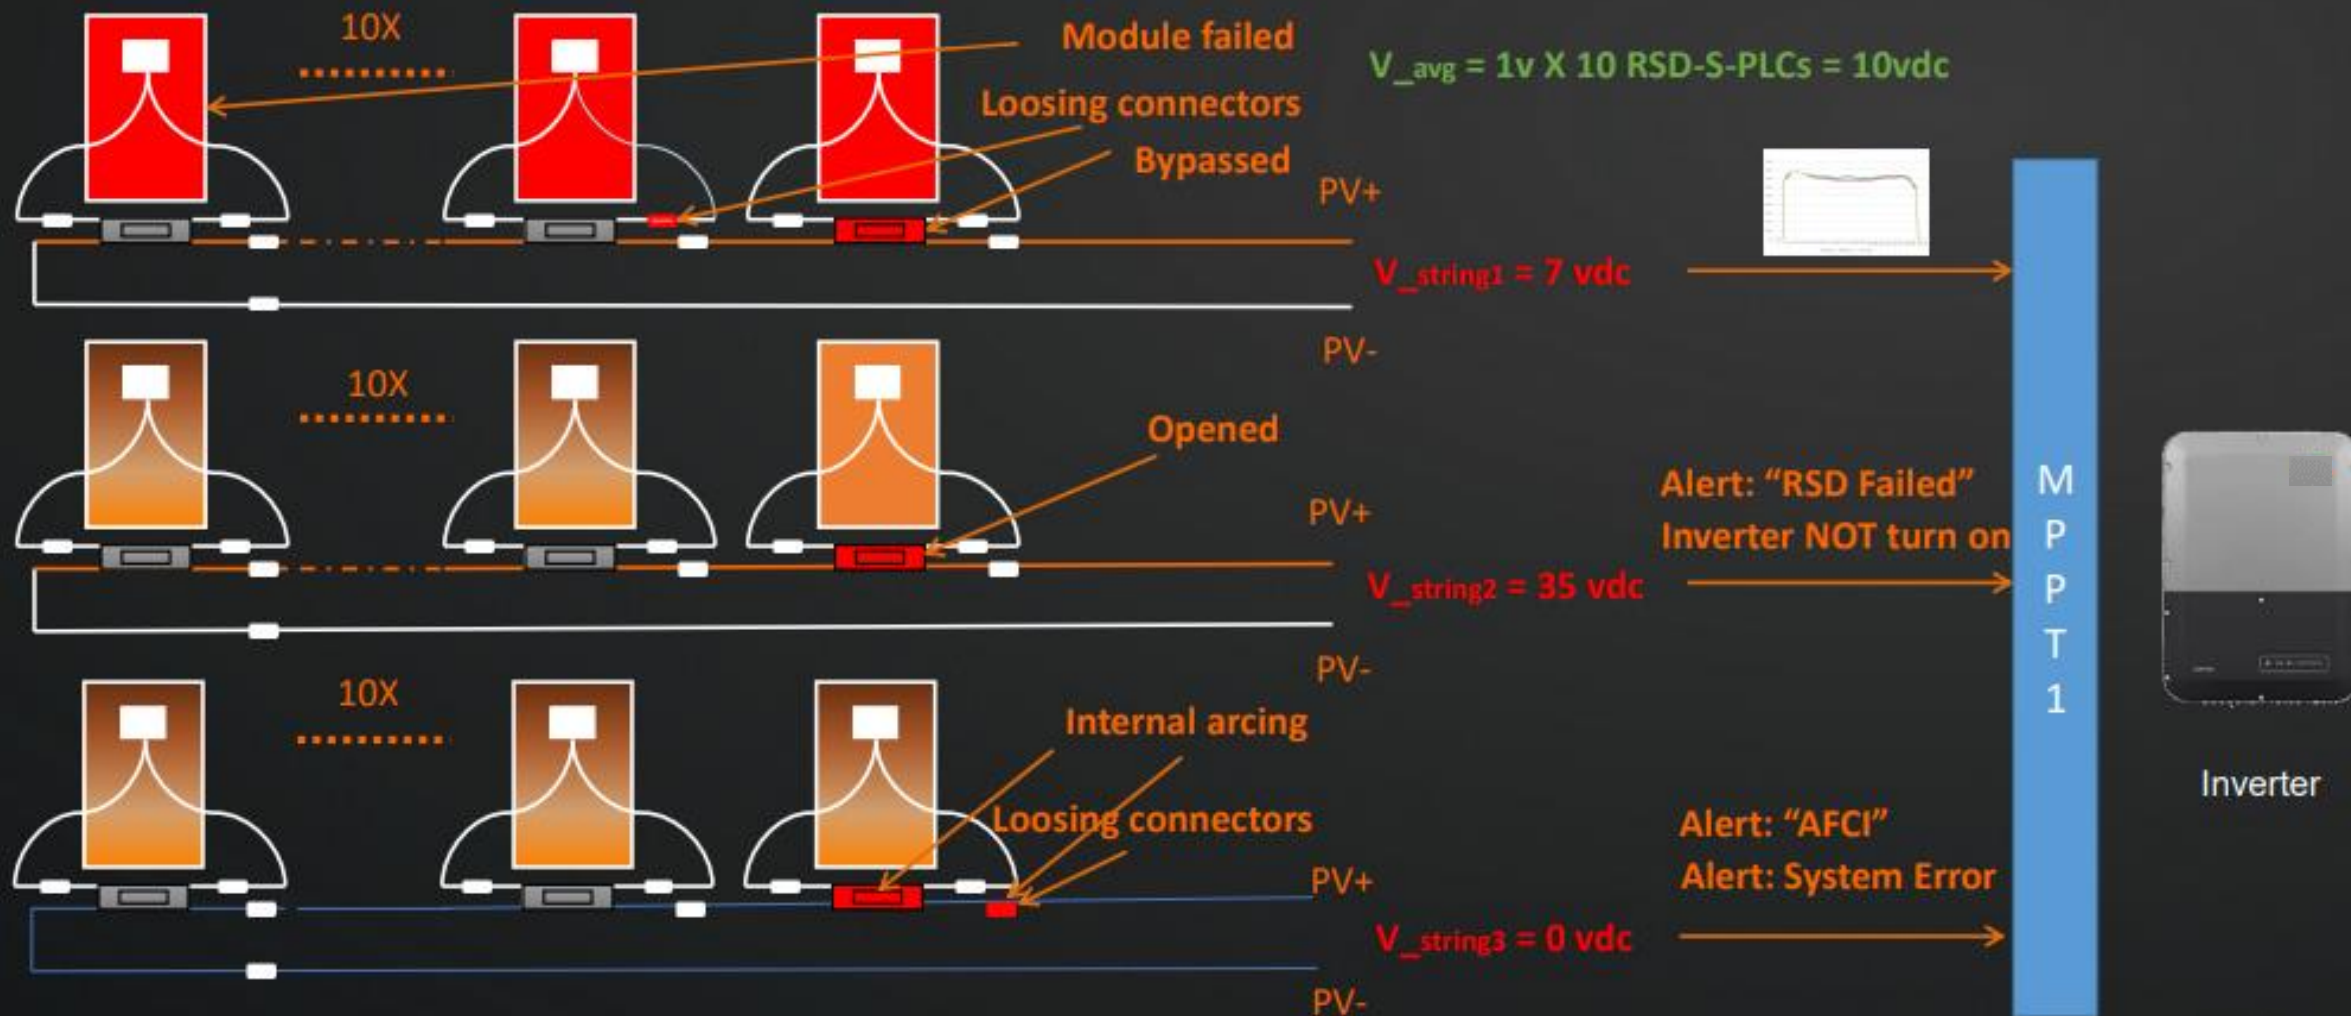 10X
Module failed
Loosing connectors
Bypassed
V_avg = 1v X 10 RSD-S-PLCs = 10vdc
PV+
V_string1 = 7 vdc
PV-
10X
Opened
PV+
V_string2 = 35 vdc
Alert: “RSD Failed”
Inverter NOT turn on
PV-
10X
Internal arcing
Loosing connectors
PV+
V_string3 = 0 vdc
PV-
Alert: “AFCI”
Alert: System Error
M
P
P
T
1
Inverter